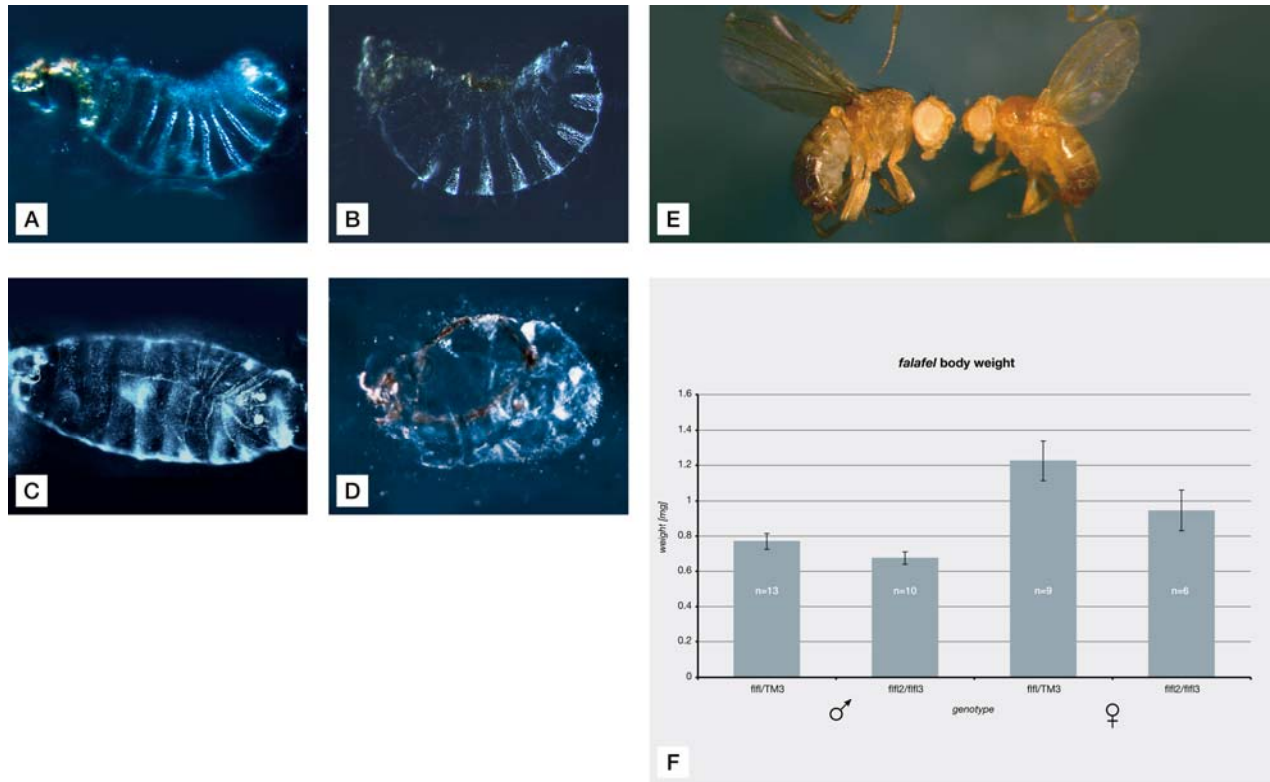 A
B
E
C
D
falafel body weight
1.6
1.4
1.2
1
0.8
0.6
0.4
0.2
0
weight [mg]
n=13
n=10
n=9
n=6
flfl/TM3
flfl2/flfl3
flfl/TM3
flfl2/flfl3
♂
genotype
♀
F